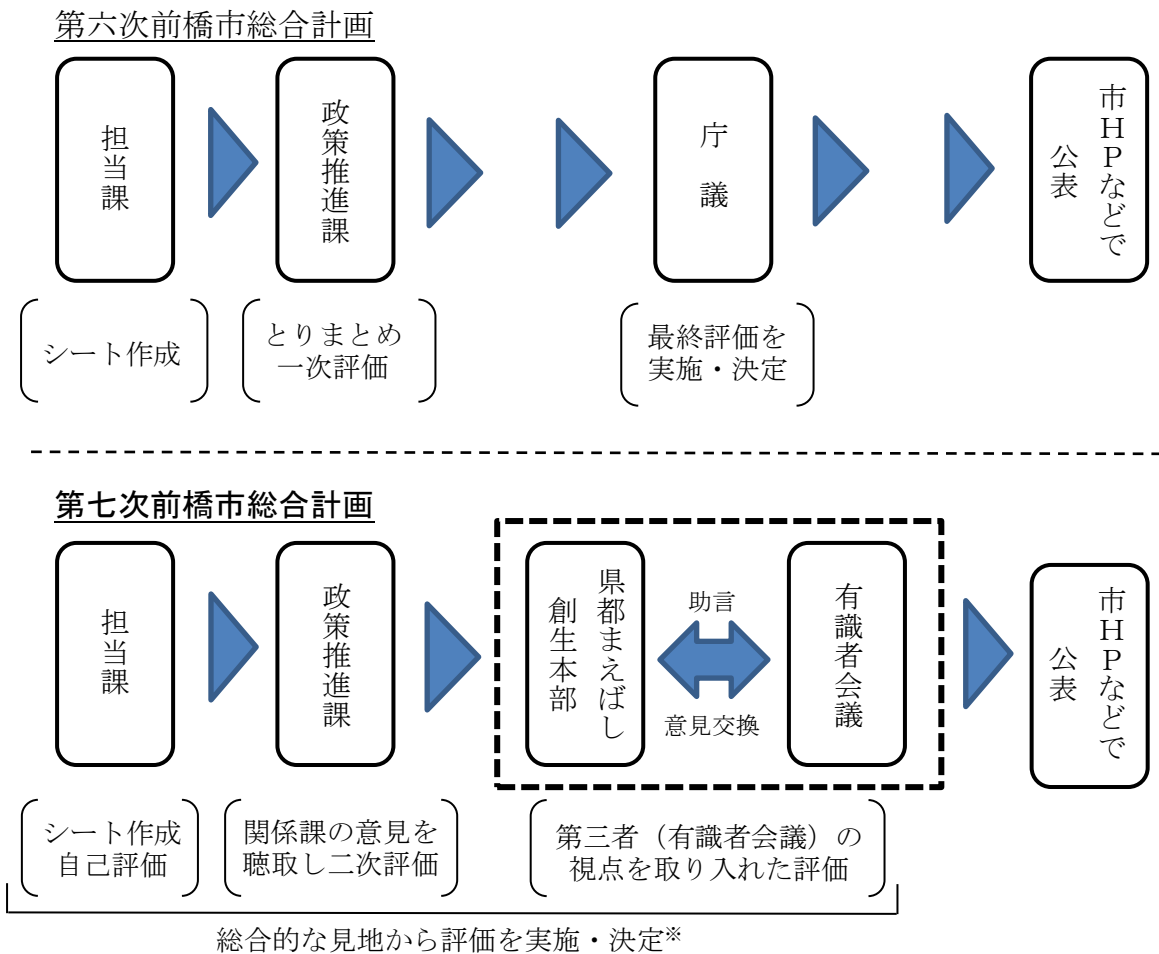 第六次前橋市総合計画
担当課
政策推進課
庁議
市ＨＰなどで
公表
シート作成
とりまとめ
一次評価
最終評価を
実施・決定
第七次前橋市総合計画
担当課
政策推進課
県都まえばし
創生本部
助言
意見交換
有識者会議
市ＨＰなどで
公表
シート作成
自己評価
関係課の意見を
聴取し二次評価
第三者（有識者会議）の
視点を取り入れた評価
総合的な見地から評価を実施・決定※